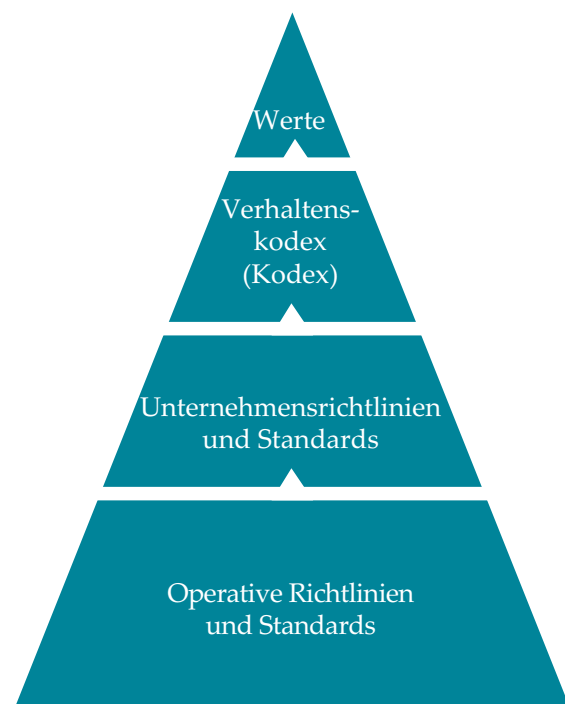 Werte
Verhaltens-
kodex
(Kodex)
Unternehmensrichtlinien
und Standards
Operative Richtlinien
und Standards